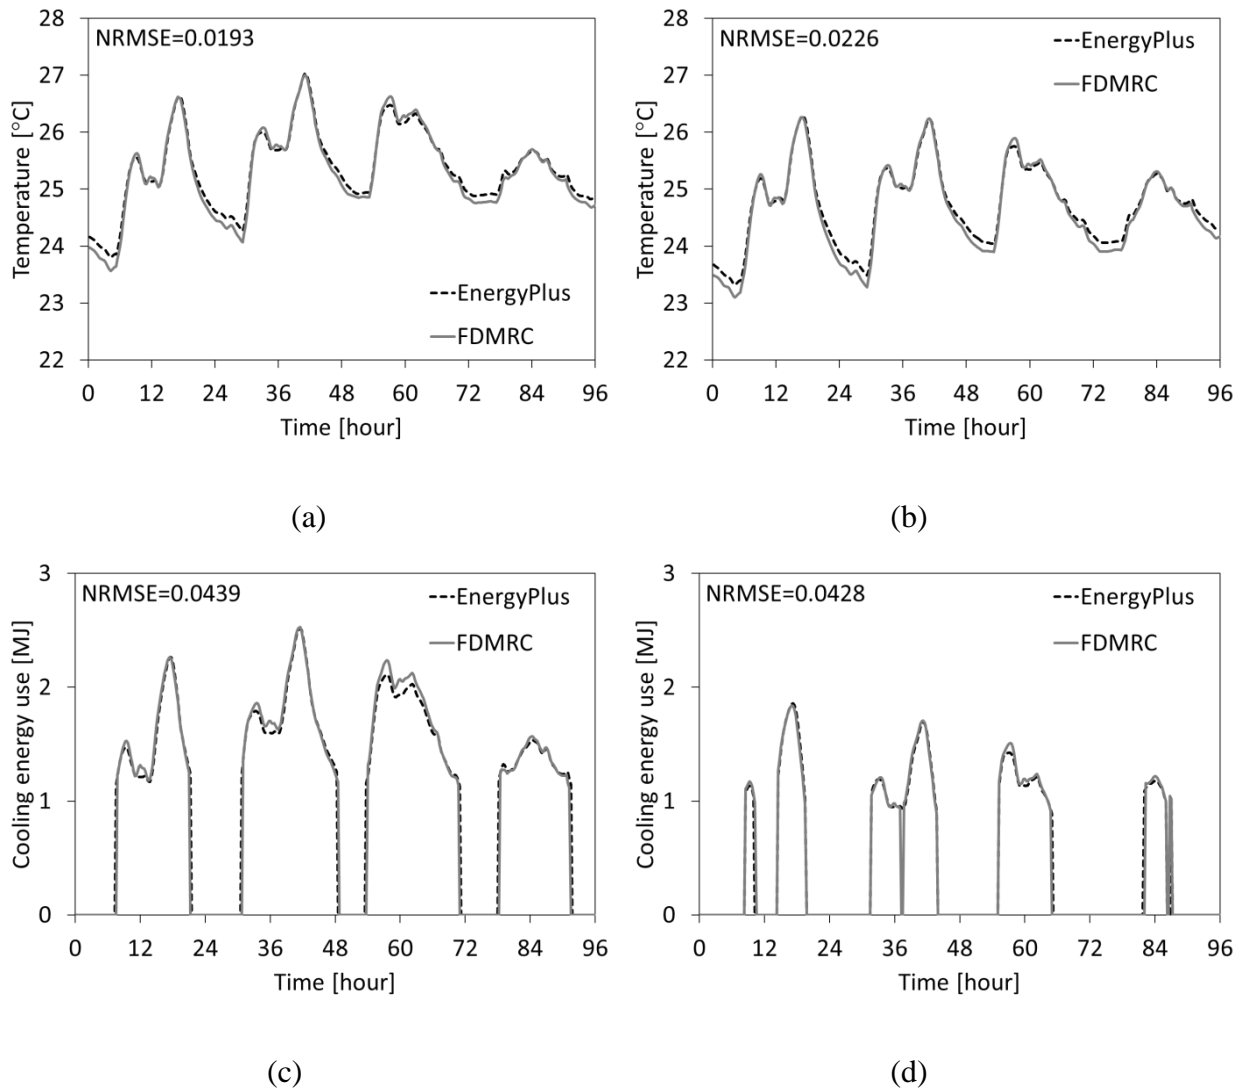 NRMSE=0.0193
EnergyPlus
FDMRC
Temperature [°C]
28
27
26
25
24
23
22
0 12 24 36 48 60 72 84 96
Time [hour]
(a)
NRMSE=0.0226
EnergyPlus
FDMRC
Temperature [°C]
28
27
26
25
24
23
22
0 12 24 36 48 60 72 84 96
Time [hour]
(b)
NRMSE=0.0439
EnergyPlus
FDMRC
Cooling energy use [MJ]
3
2
1
0
0 12 24 36 48 60 72 84 96
Time [hour]
(c)
NRMSE=0.0428
EnergyPlus
FDMRC
Cooling energy use [MJ]
3
2
1
0
0 12 24 36 48 60 72 84 96
Time [hour]
(d)